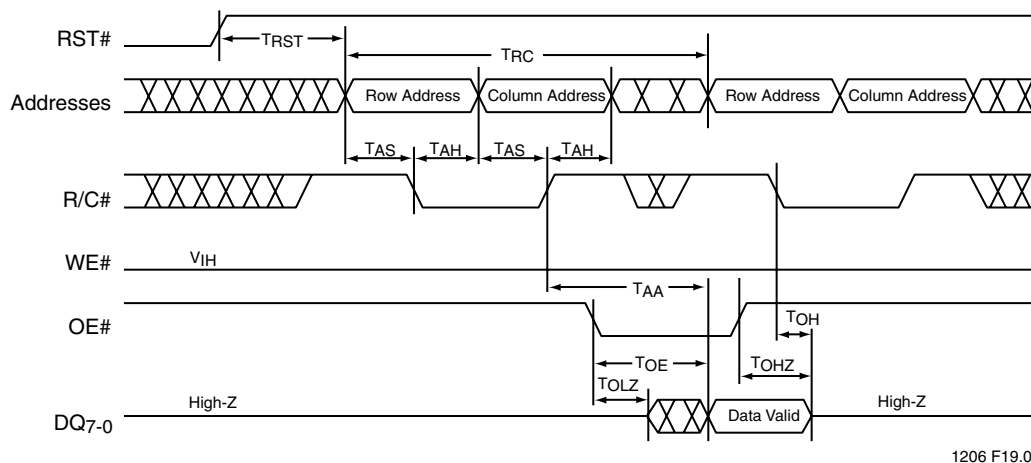 RST#
TRST
TRC
Addresses
Row Address
Column Address
Row Address
Column Address
TAS
TAH
TAS
TAH
R/C#
WE#
VIH
TAA
OE#
TOH
TOE
TOHZ
TOLZ
DQ7-0
High-Z
Data Valid
High-Z
1206 F19.0